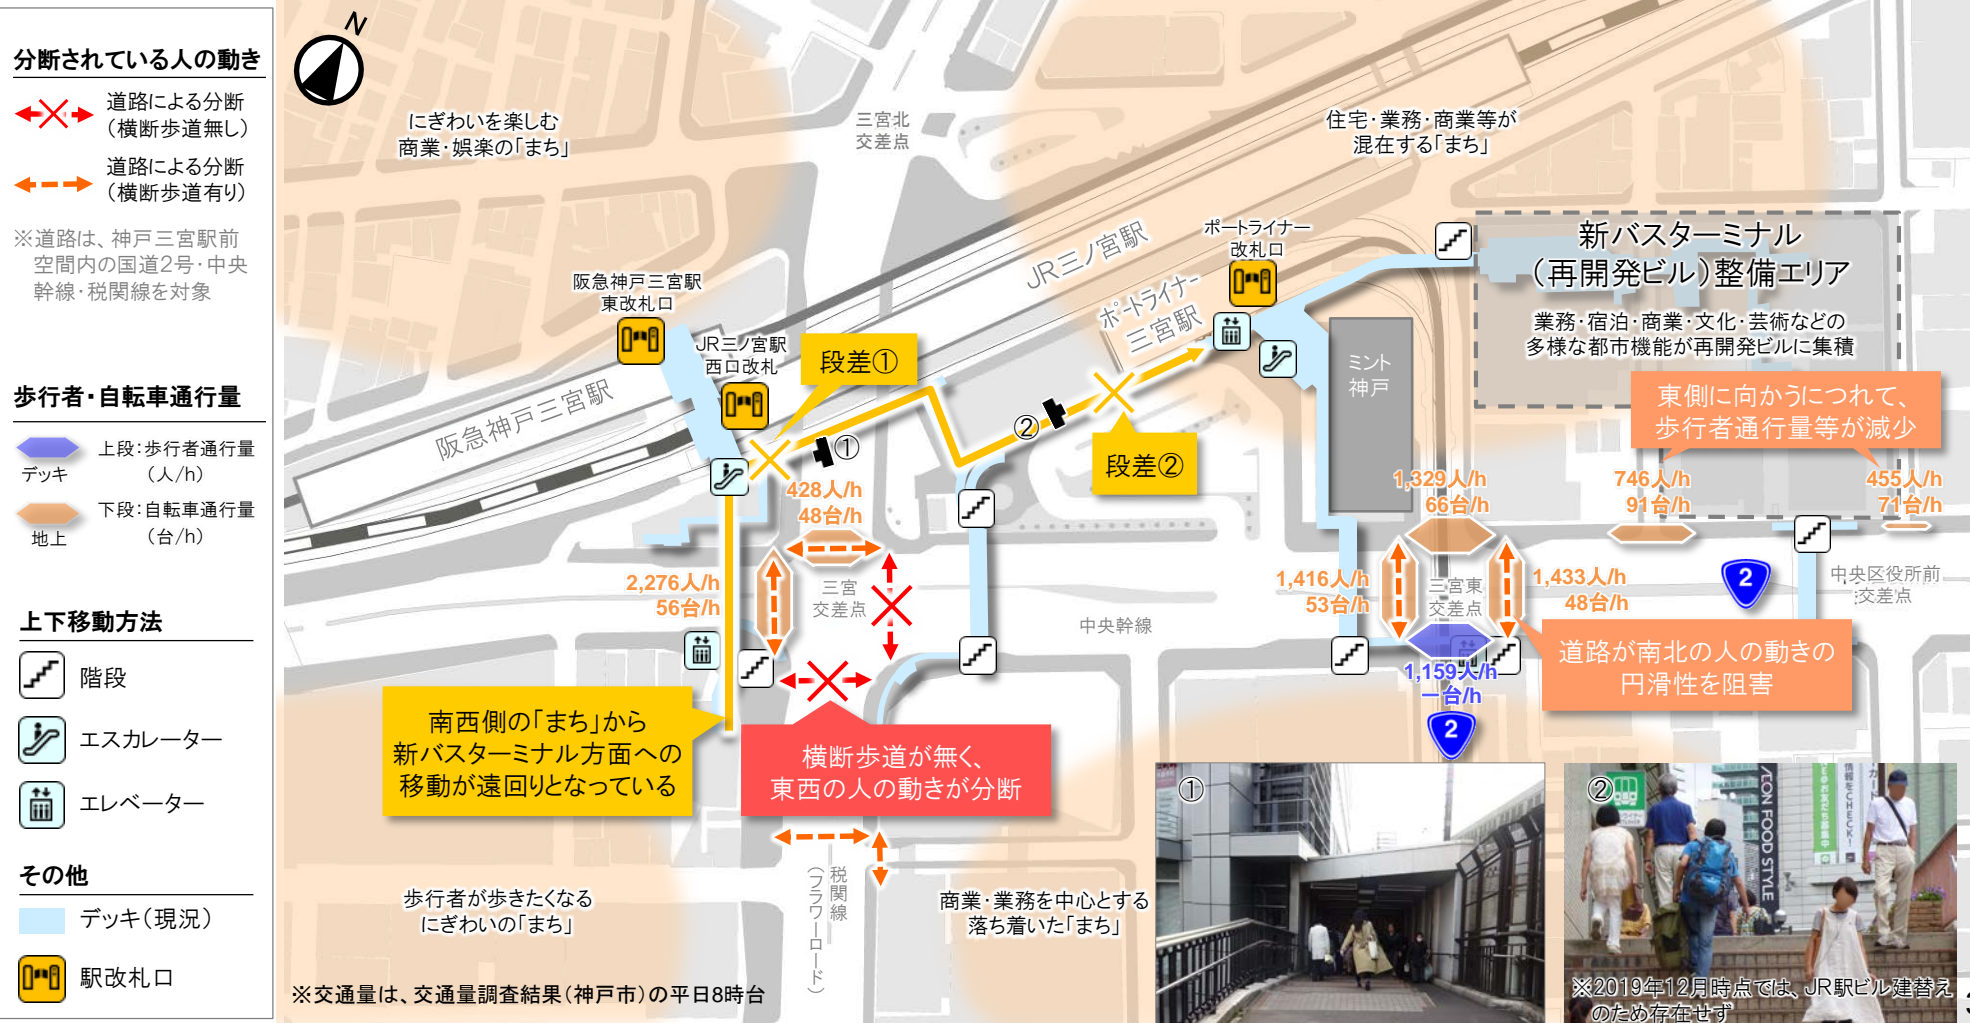 分断されている人の動き
道路による分断
（横断歩道無し）
道路による分断
（横断歩道有り）
※道路は、神戸三宮駅前
空間内の国道2号・中央
幹線・税関線を対象
歩行者・自転車通行量
デッキ
上段：歩行者通行量
（人/h）
地上
下段：自転車通行量
（台/h）
上下移動方法
階段
エスカレーター
エレベーター
その他
デッキ（現況）
駅改札口
N
にぎわいを楽しむ
商業・娯楽の「まち」
三宮北
交差点
住宅・業務・商業等が
混在する「まち」
阪急神戸三宮駅
東改札口
JR三ノ宮駅
西口改札
阪急神戸三宮駅
JR三ノ宮駅
ポートライナー
三宮駅
ポートライナー
改札口
新バスターミナル
（再開発ビル）整備エリア
業務・宿泊・商業・文化・芸術などの
多様な都市機能が再開発ビルに集積
ミント
神戸
段差①
①
②
段差②
東側に向かうにつれて、
歩行者通行量等が減少
428人/h
48台/h
1,329人/h
66台/h
746人/h
91台/h
455人/h
71台/h
2,276人/h
56台/h
三宮
交差点
1,416人/h
53台/h
三宮東
交差点
1,433人/h
48台/h
2
中央区役所前
交差点
中央幹線
1,159人/h
－台/h
2
道路が南北の人の動きの
円滑性を阻害
南西側の「まち」から
新バスターミナル方面への
移動が遠回りとなっている
横断歩道が無く、
東西の人の動きが分断
歩行者が歩きたくなる
にぎわいの「まち」
税関線
（フラワーロード）
商業・業務を中心とする
落ち着いた「まち」
※交通量は、交通量調査結果（神戸市）の平日8時台
①
②
LION FOOD STYLE
情報をCHECK!
※2019年12月時点では、JR駅ビル建替え
のため存在せず